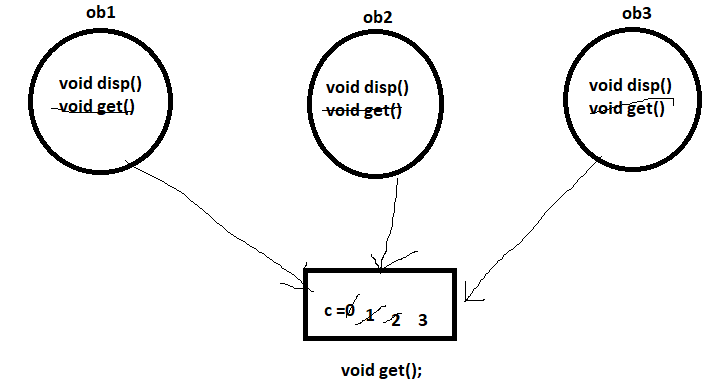 ob1
void disp()
void get()
ob2
void disp()
void get()
ob3
void disp()
void get()
c =0 1 2 3
void get();